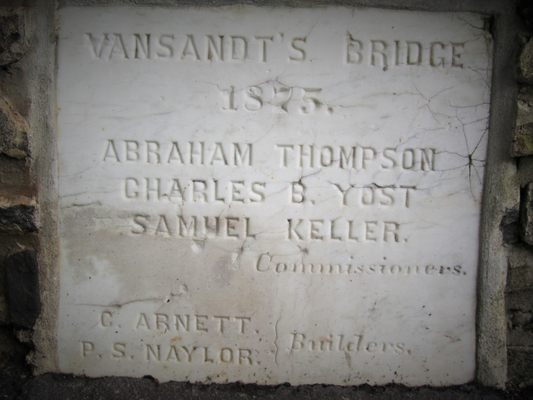 VANSANDT'S BRIDGE
1875.
ABRAHAM THOMPSON
CHARLES B. YOST
SAMUEL KELLER.
Commissioners.
C. ARNETT.
P. S. NAYLOR.
Builders.